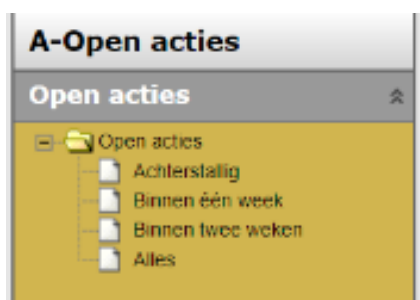 A-Open acties
Open acties
Open acties
Achterstallig
Binnen één week
Binnen twee weken
Alles